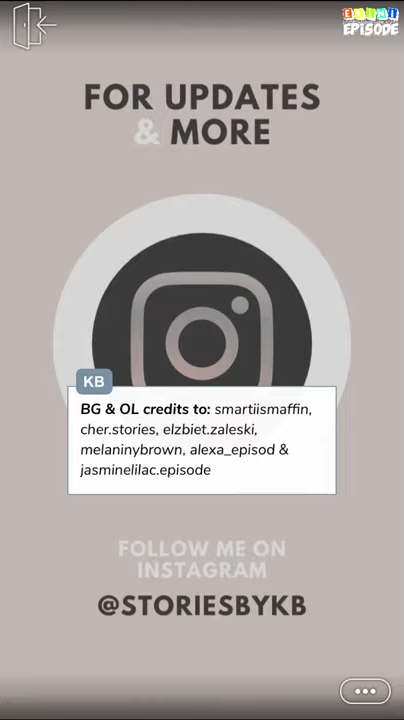 EDIMI
EPISODE
FOR UPDATES
& MORE
KB
BG & OL credits to: smartiismaffin,
cher.stories, elzbiet.zaleski,
melaninybrown, alexa_episod &
jasminelilac.episode
FOLLOW ME ON
INSTAGRAM
@STORIESBYKB